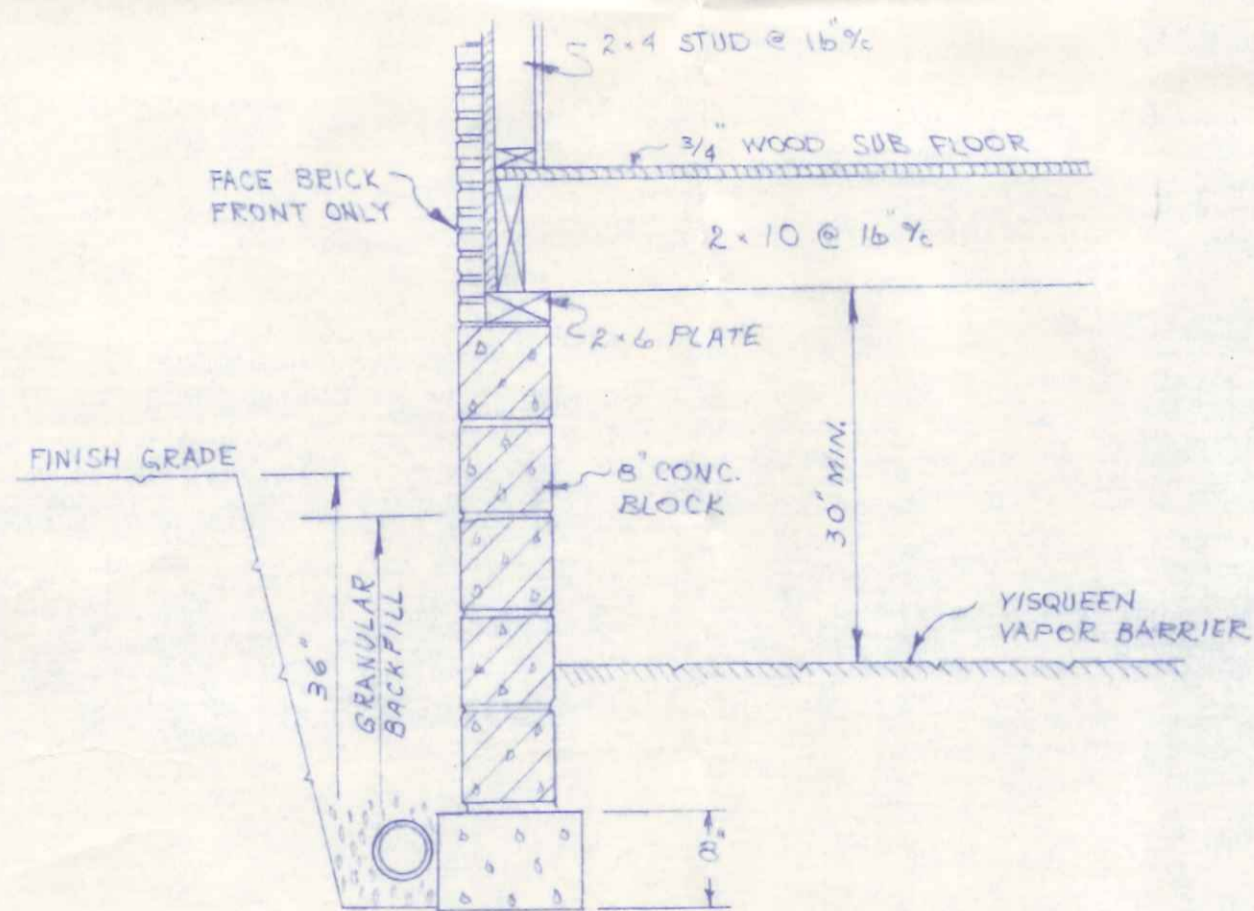 2×4 STUD @ 16" o/c
3/4" WOOD SUB FLOOR
FACE BRICK
FRONT ONLY
2×10 @ 16" o/c
2×6 PLATE
FINISH GRADE
8" CONC.
BLOCK
30" MIN.
36"
GRANULAR
BACKFILL
VISQUEEN
VAPOR BARRIER
8"